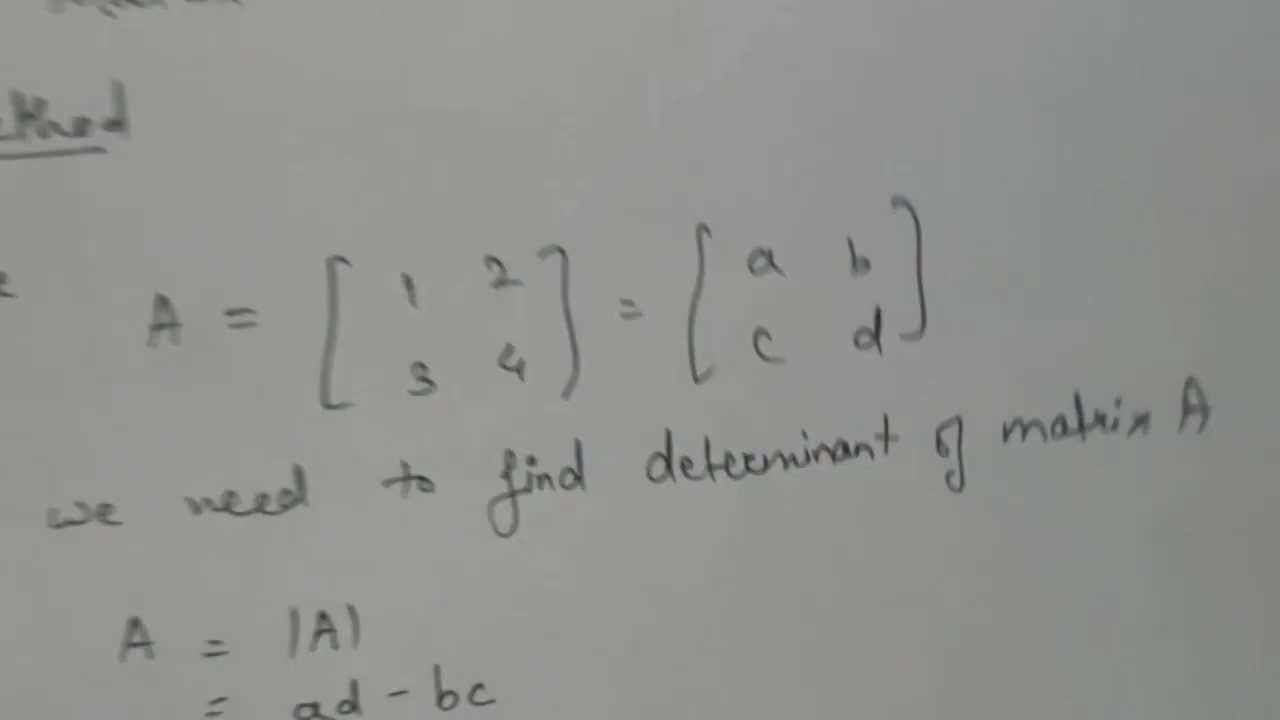 A = [ 1 2 ] = [ a b ]
3 4 c d
we need to find determinant of matrix A
A = |A|
= ad - bc